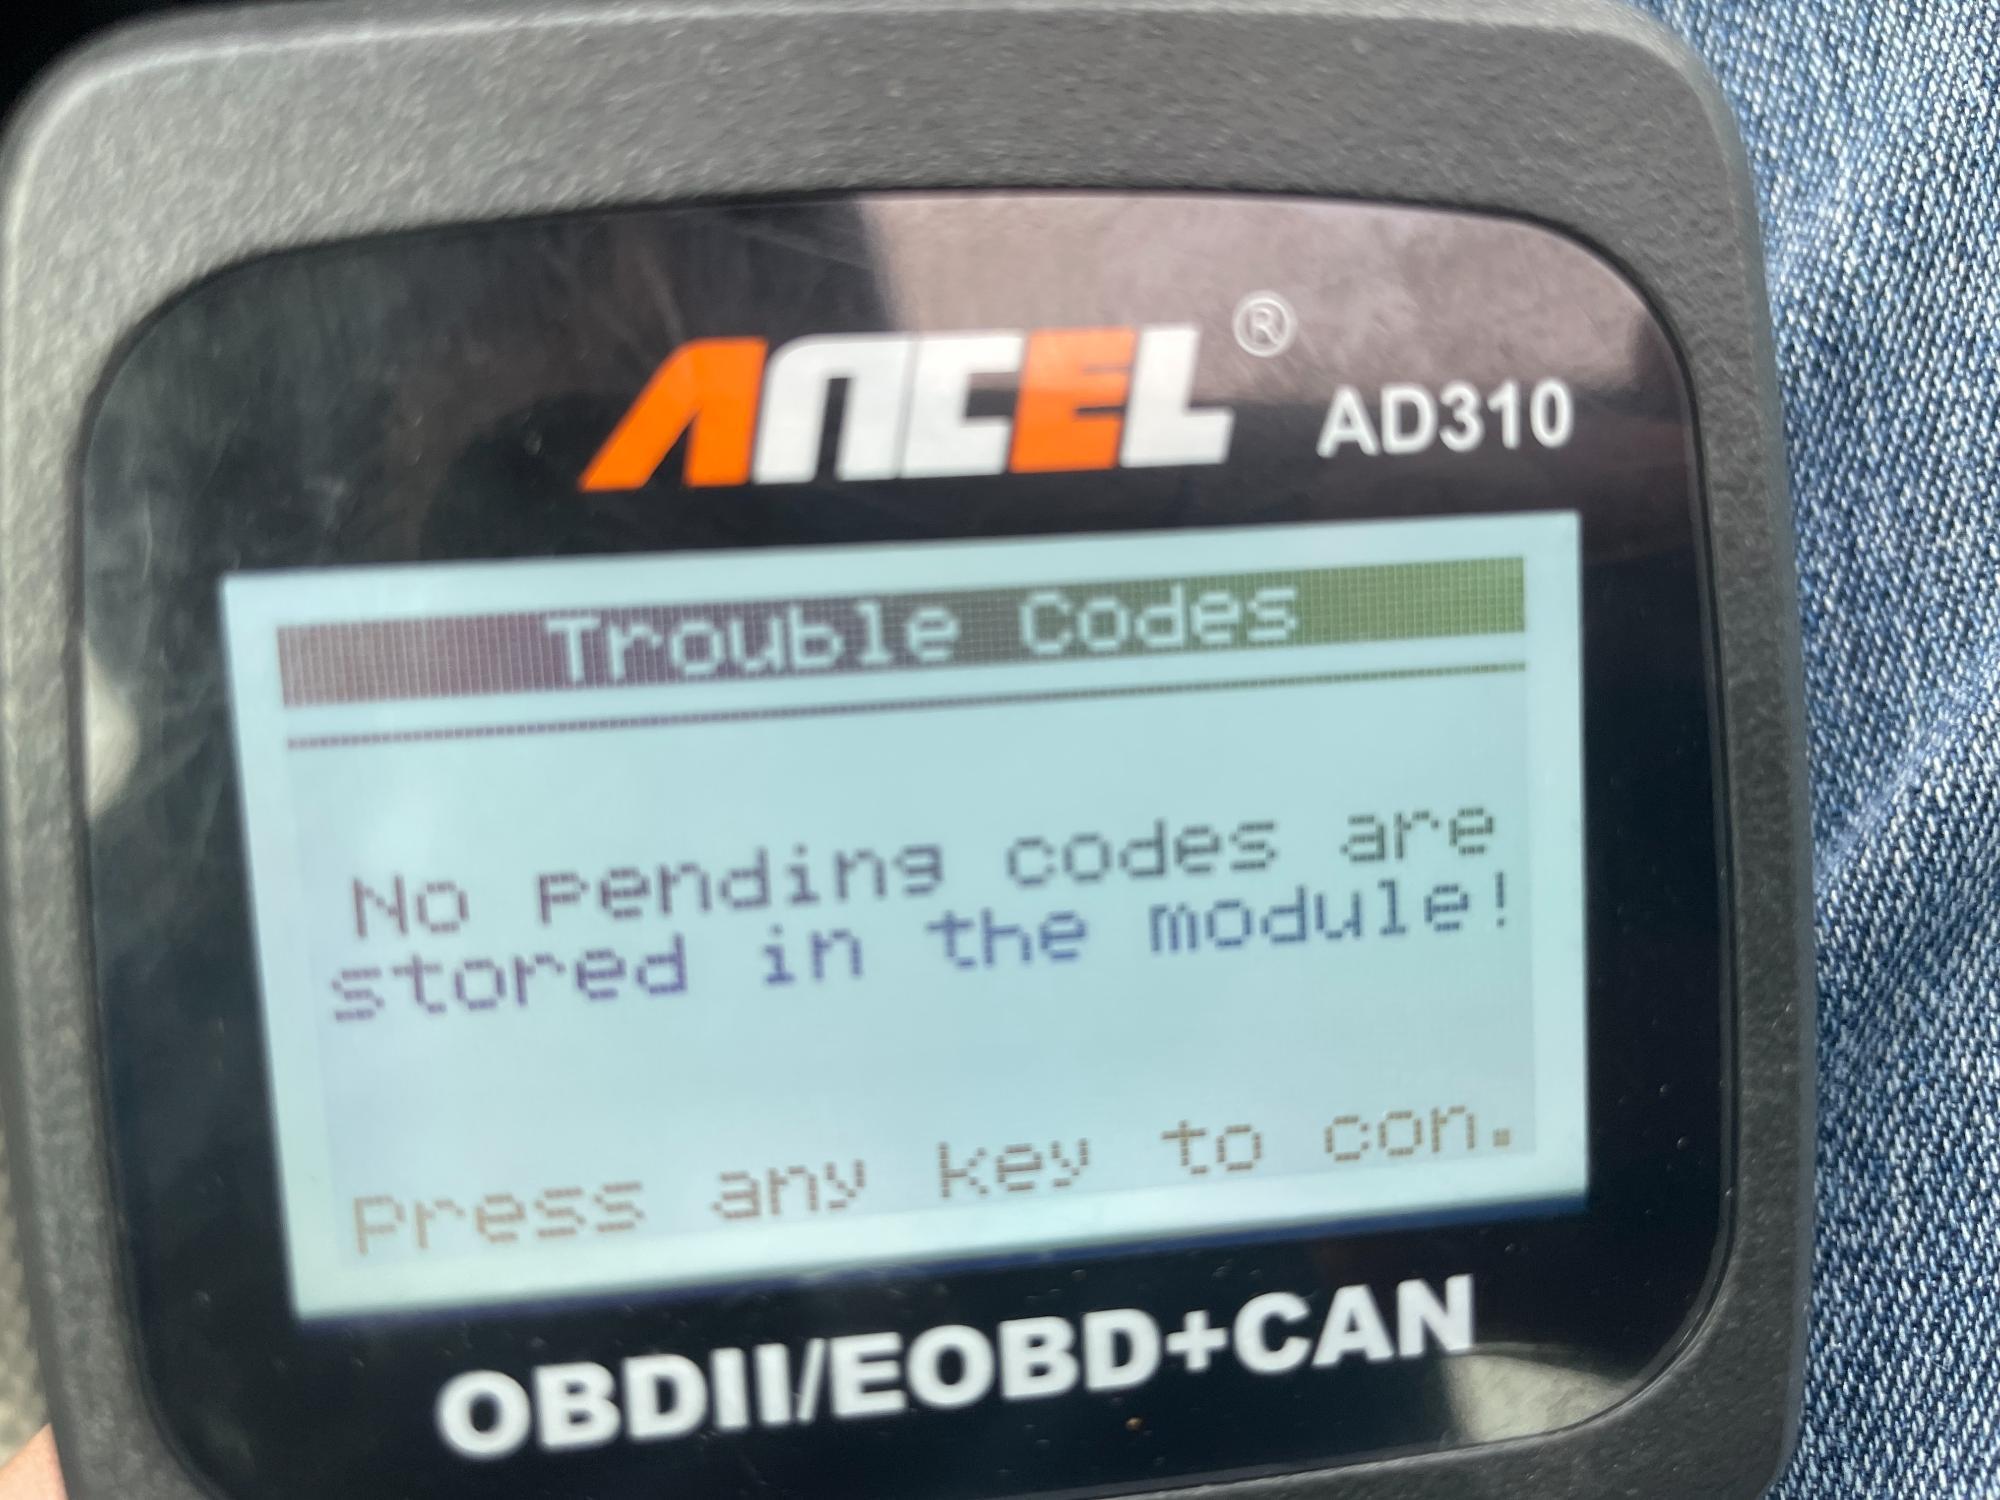 ANCEL®
AD310
Trouble Codes
No pending codes are
stored in the module!
Press any key to con.
OBDII/EOBD+CAN